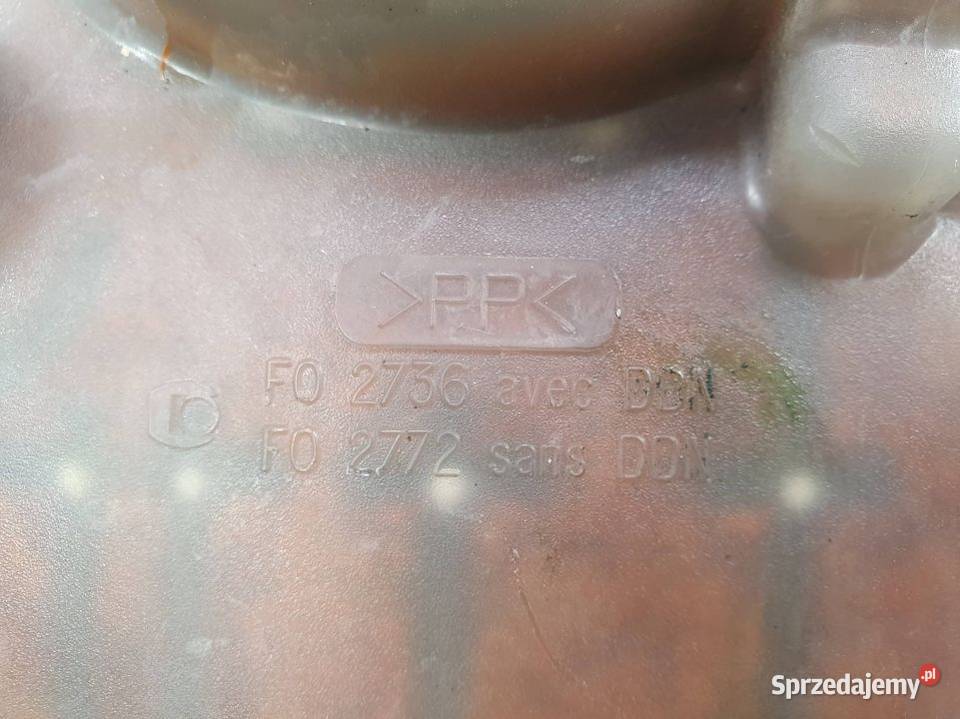 >PP<
FO 2736 avec DDN
FO 2772 sans DDN
Sprzedajemy.pl